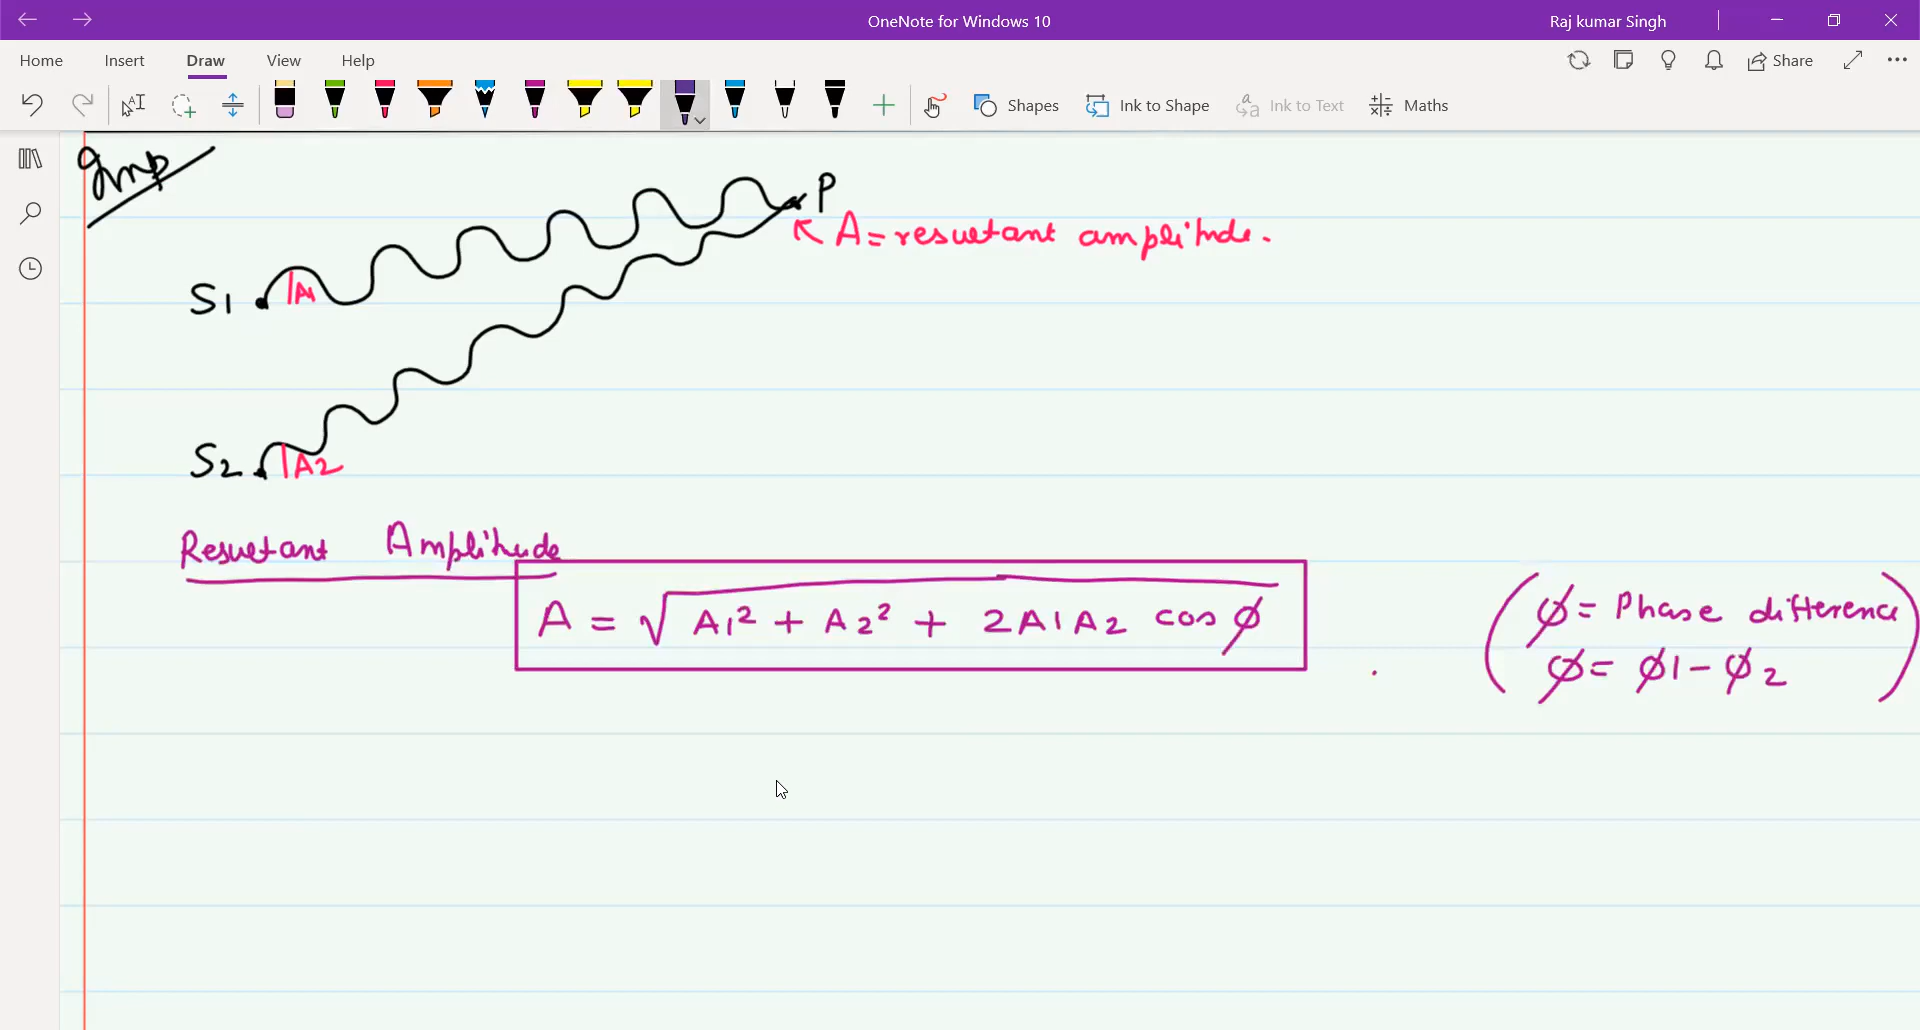 OneNote for Windows 10
Raj kumar Singh
Home Insert Draw View Help
Share
Shapes Ink to Shape Ink to Text Maths
Imp
P
A = resultant amplitude.
S1 A1
S2 A2
Resultant Amplitude
A = √A1² + A2² + 2A1A2 cos ϕ
(ϕ = Phase difference
ϕ = ϕ1 - ϕ2)